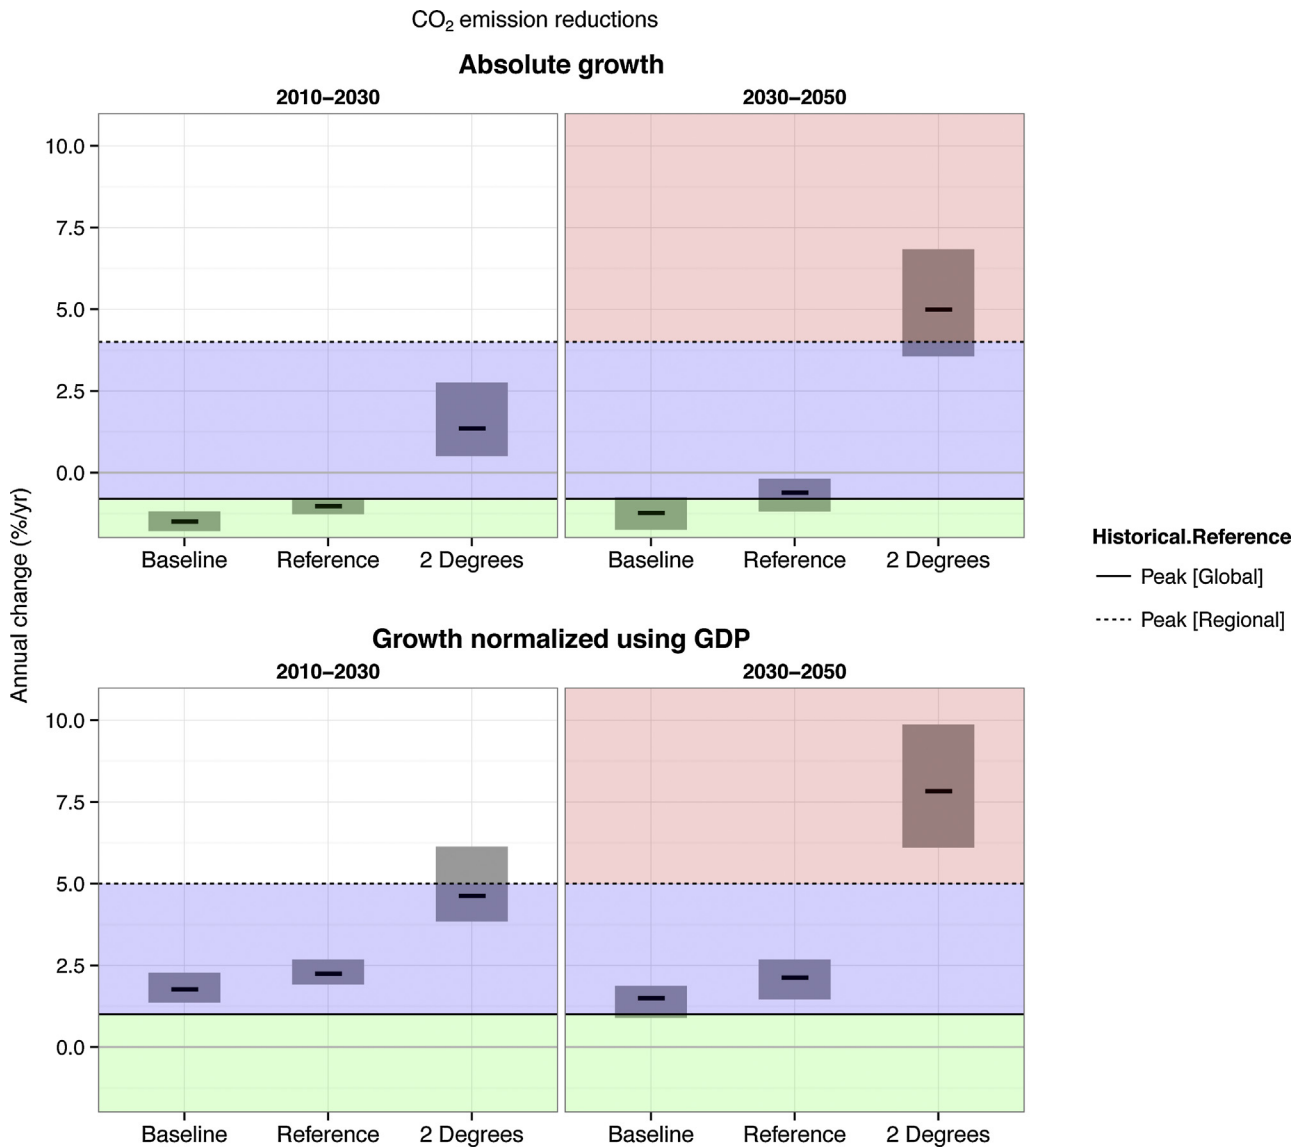 CO₂ emission reductions
Absolute growth
2010–2030 2030–2050
10.0
7.5
5.0
2.5
0.0
Baseline Reference 2 Degrees Baseline Reference 2 Degrees
Annual change (%/yr)
Historical.Reference
Peak [Global]
Peak [Regional]
Growth normalized using GDP
2010–2030 2030–2050
10.0
7.5
5.0
2.5
0.0
Baseline Reference 2 Degrees Baseline Reference 2 Degrees